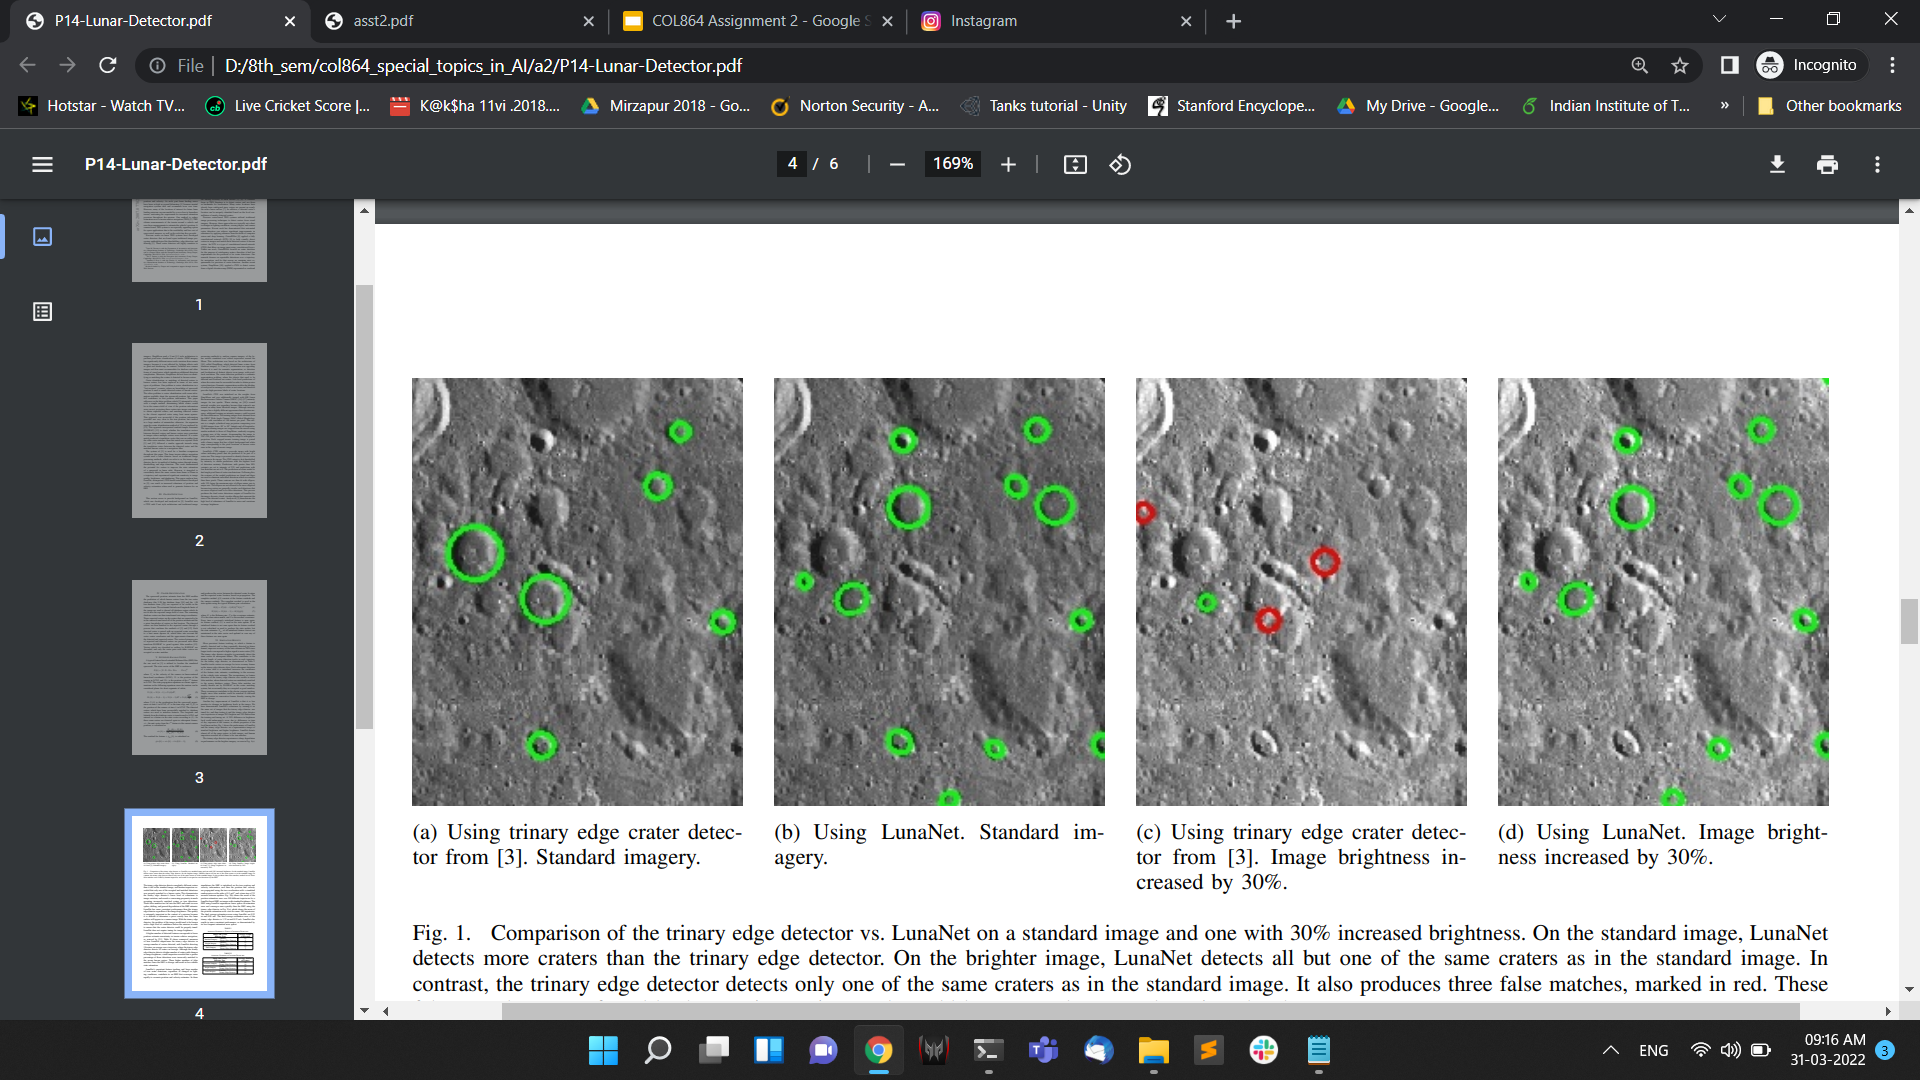 P14-Lunar-Detector.pdf
asst2.pdf
COL864 Assignment 2 - Google S
Instagram
File
D:/8th_sem/col864_special_topics_in_AI/a2/P14-Lunar-Detector.pdf
Incognito
Hotstar - Watch TV...
Live Cricket Score |...
K@k$ha 11vi .2018....
Mirzapur 2018 - Go...
Norton Security - A...
Tanks tutorial - Unity
Stanford Encyclope...
My Drive - Google...
Indian Institute of T...
»
Other bookmarks
P14-Lunar-Detector.pdf
4 / 6
169%
1
2
3
4
(a) Using trinary edge crater detec-
tor from [3]. Standard imagery.
(b) Using LunaNet. Standard im-
agery.
(c) Using trinary edge crater detec-
tor from [3]. Image brightness in-
creased by 30%.
(d) Using LunaNet. Image bright-
ness increased by 30%.
Fig. 1. Comparison of the trinary edge detector vs. LunaNet on a standard image and one with 30% increased brightness. On the standard image, LunaNet
detects more craters than the trinary edge detector. On the brighter image, LunaNet detects all but one of the same craters as in the standard image. In
contrast, the trinary edge detector detects only one of the same craters as in the standard image. It also produces three false matches, marked in red. These
ENG
09:16 AM
31-03-2022
3